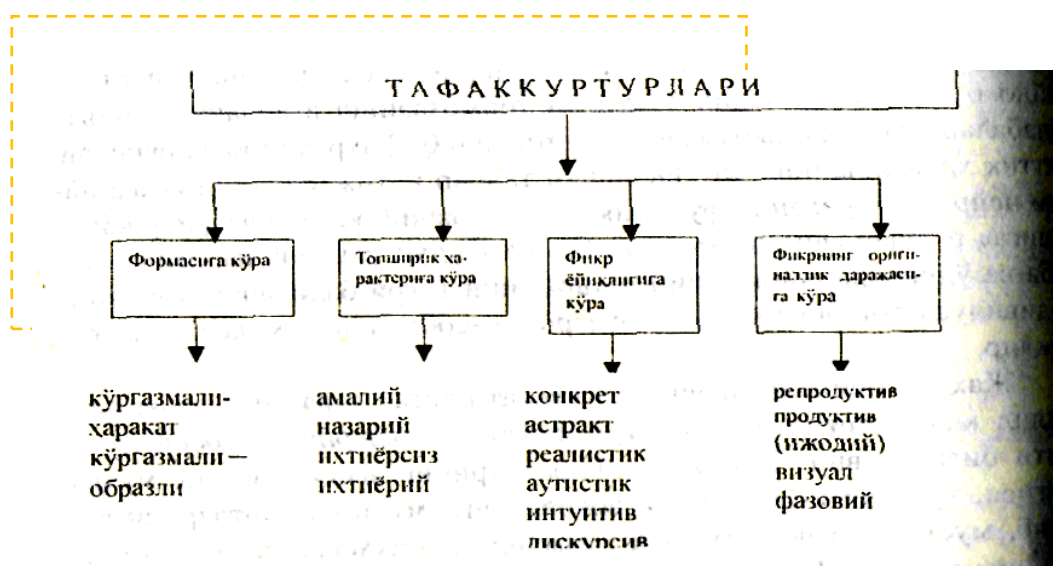 ТАФАККУР ТУРЛАРИ
Формасига кўра
Топшириқ ха-
рактерига кўра
Фикр
ёйиқлигига
кўра
Фикрнинг ориги-
наллик даражаси-
га кўра
кўргазмали-
ҳаракат
кўргазмали —
образли
амалий
назарий
ихтиёрсиз
ихтиёрий
конкрет
астракт
реалистик
аутистик
интуитив
дискурсив
репродуктив
продуктив
(ижодий)
визуал
фазовий